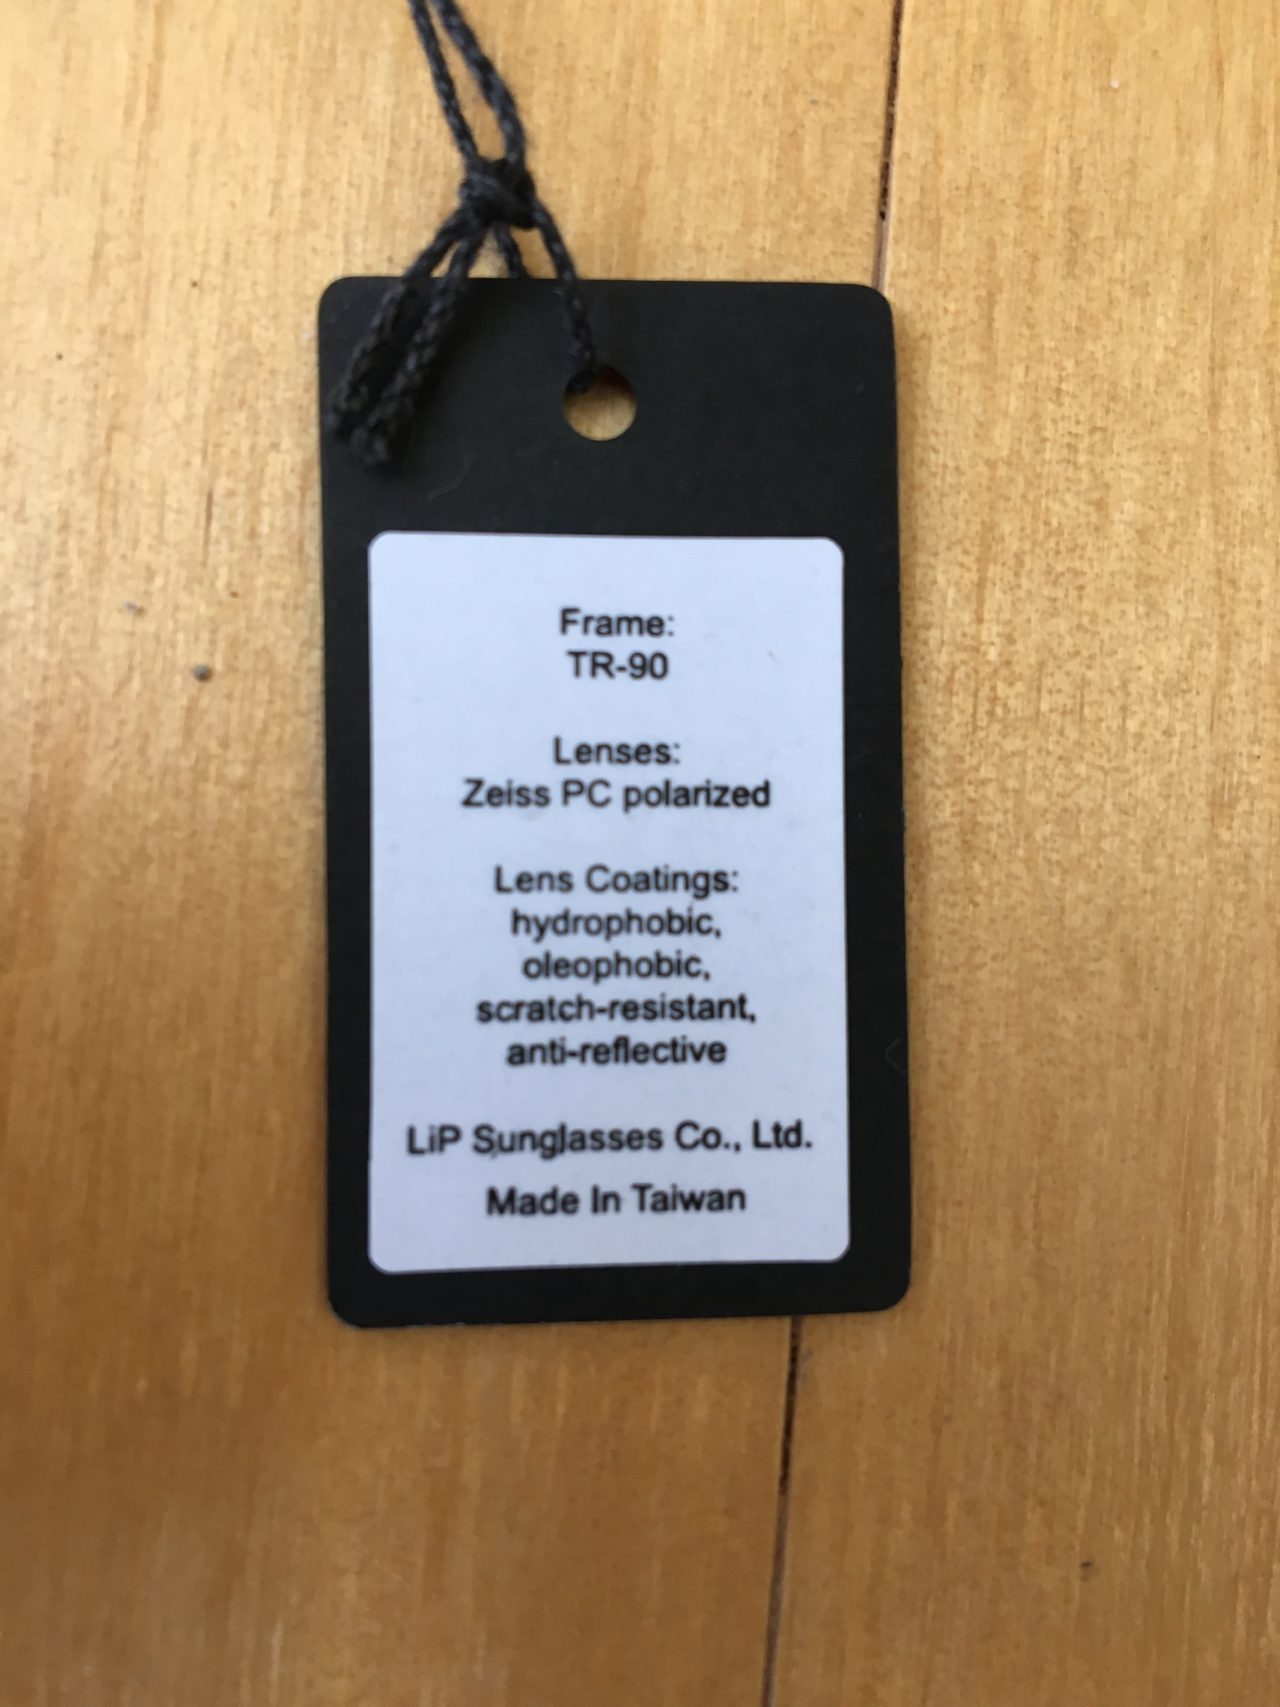 Frame:
TR-90
Lenses:
Zeiss PC polarized
Lens Coatings:
hydrophobic,
oleophobic,
scratch-resistant,
anti-reflective
LiP Sunglasses Co., Ltd.
Made In Taiwan